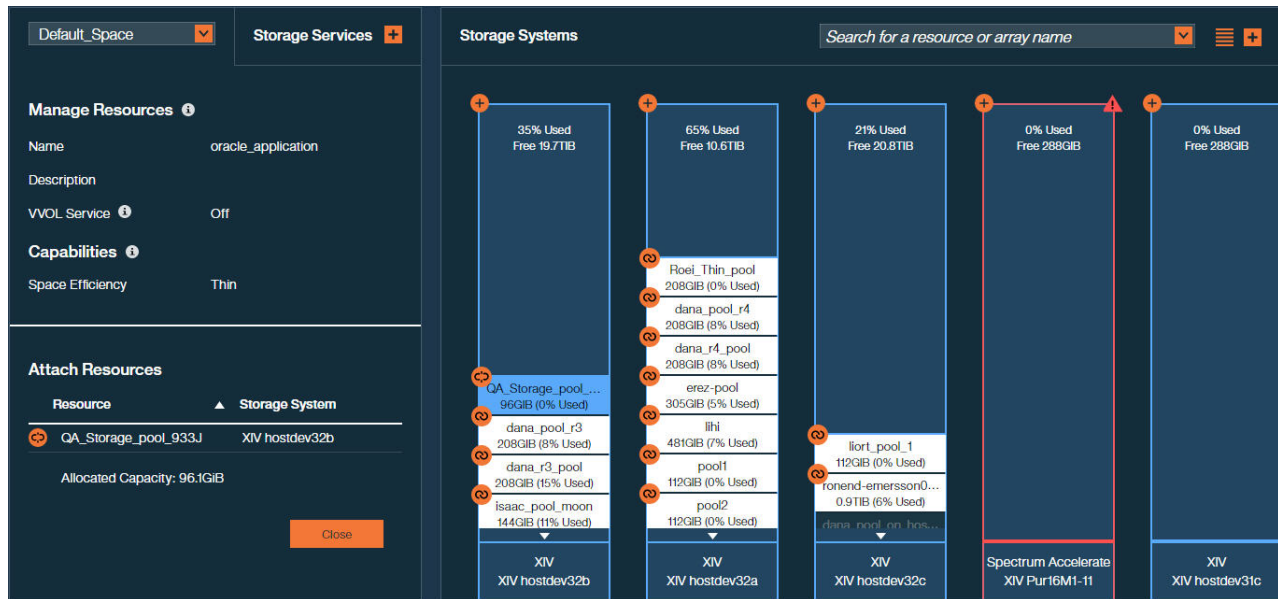 Default_Space
Storage Services
Manage Resources
Name oracle_application
Description
VVOL Service Off
Capabilities
Space Efficiency Thin
Attach Resources
Resource Storage System
QA_Storage_pool_933J XIV hostdev32b
Allocated Capacity: 96.1GiB
Close
Storage Systems
Search for a resource or array name
35% Used
Free 19.7TIB
QA_Storage_pool_...
96GIB (0% Used)
dana_pool_r3
208GIB (8% Used)
dana_r3_pool
208GIB (15% Used)
isaac_pool_moon
144GIB (11% Used)
XIV
XIV hostdev32b
65% Used
Free 10.6TIB
Roei_Thin_pool
208GIB (0% Used)
dana_pool_r4
208GIB (8% Used)
dana_r4_pool
208GIB (8% Used)
erez-pool
305GIB (5% Used)
lihi
481GIB (7% Used)
pool1
112GIB (0% Used)
pool2
112GIB (0% Used)
XIV
XIV hostdev32a
21% Used
Free 20.8TIB
liort_pool_1
112GIB (0% Used)
ronend-emersson0...
0.9TIB (6% Used)
dana_pool_on_hos...
XIV
XIV hostdev32c
0% Used
Free 288GIB
Spectrum Accelerate
XIV Pur16M1-11
0% Used
Free 288GIB
XIV
XIV hostdev31c